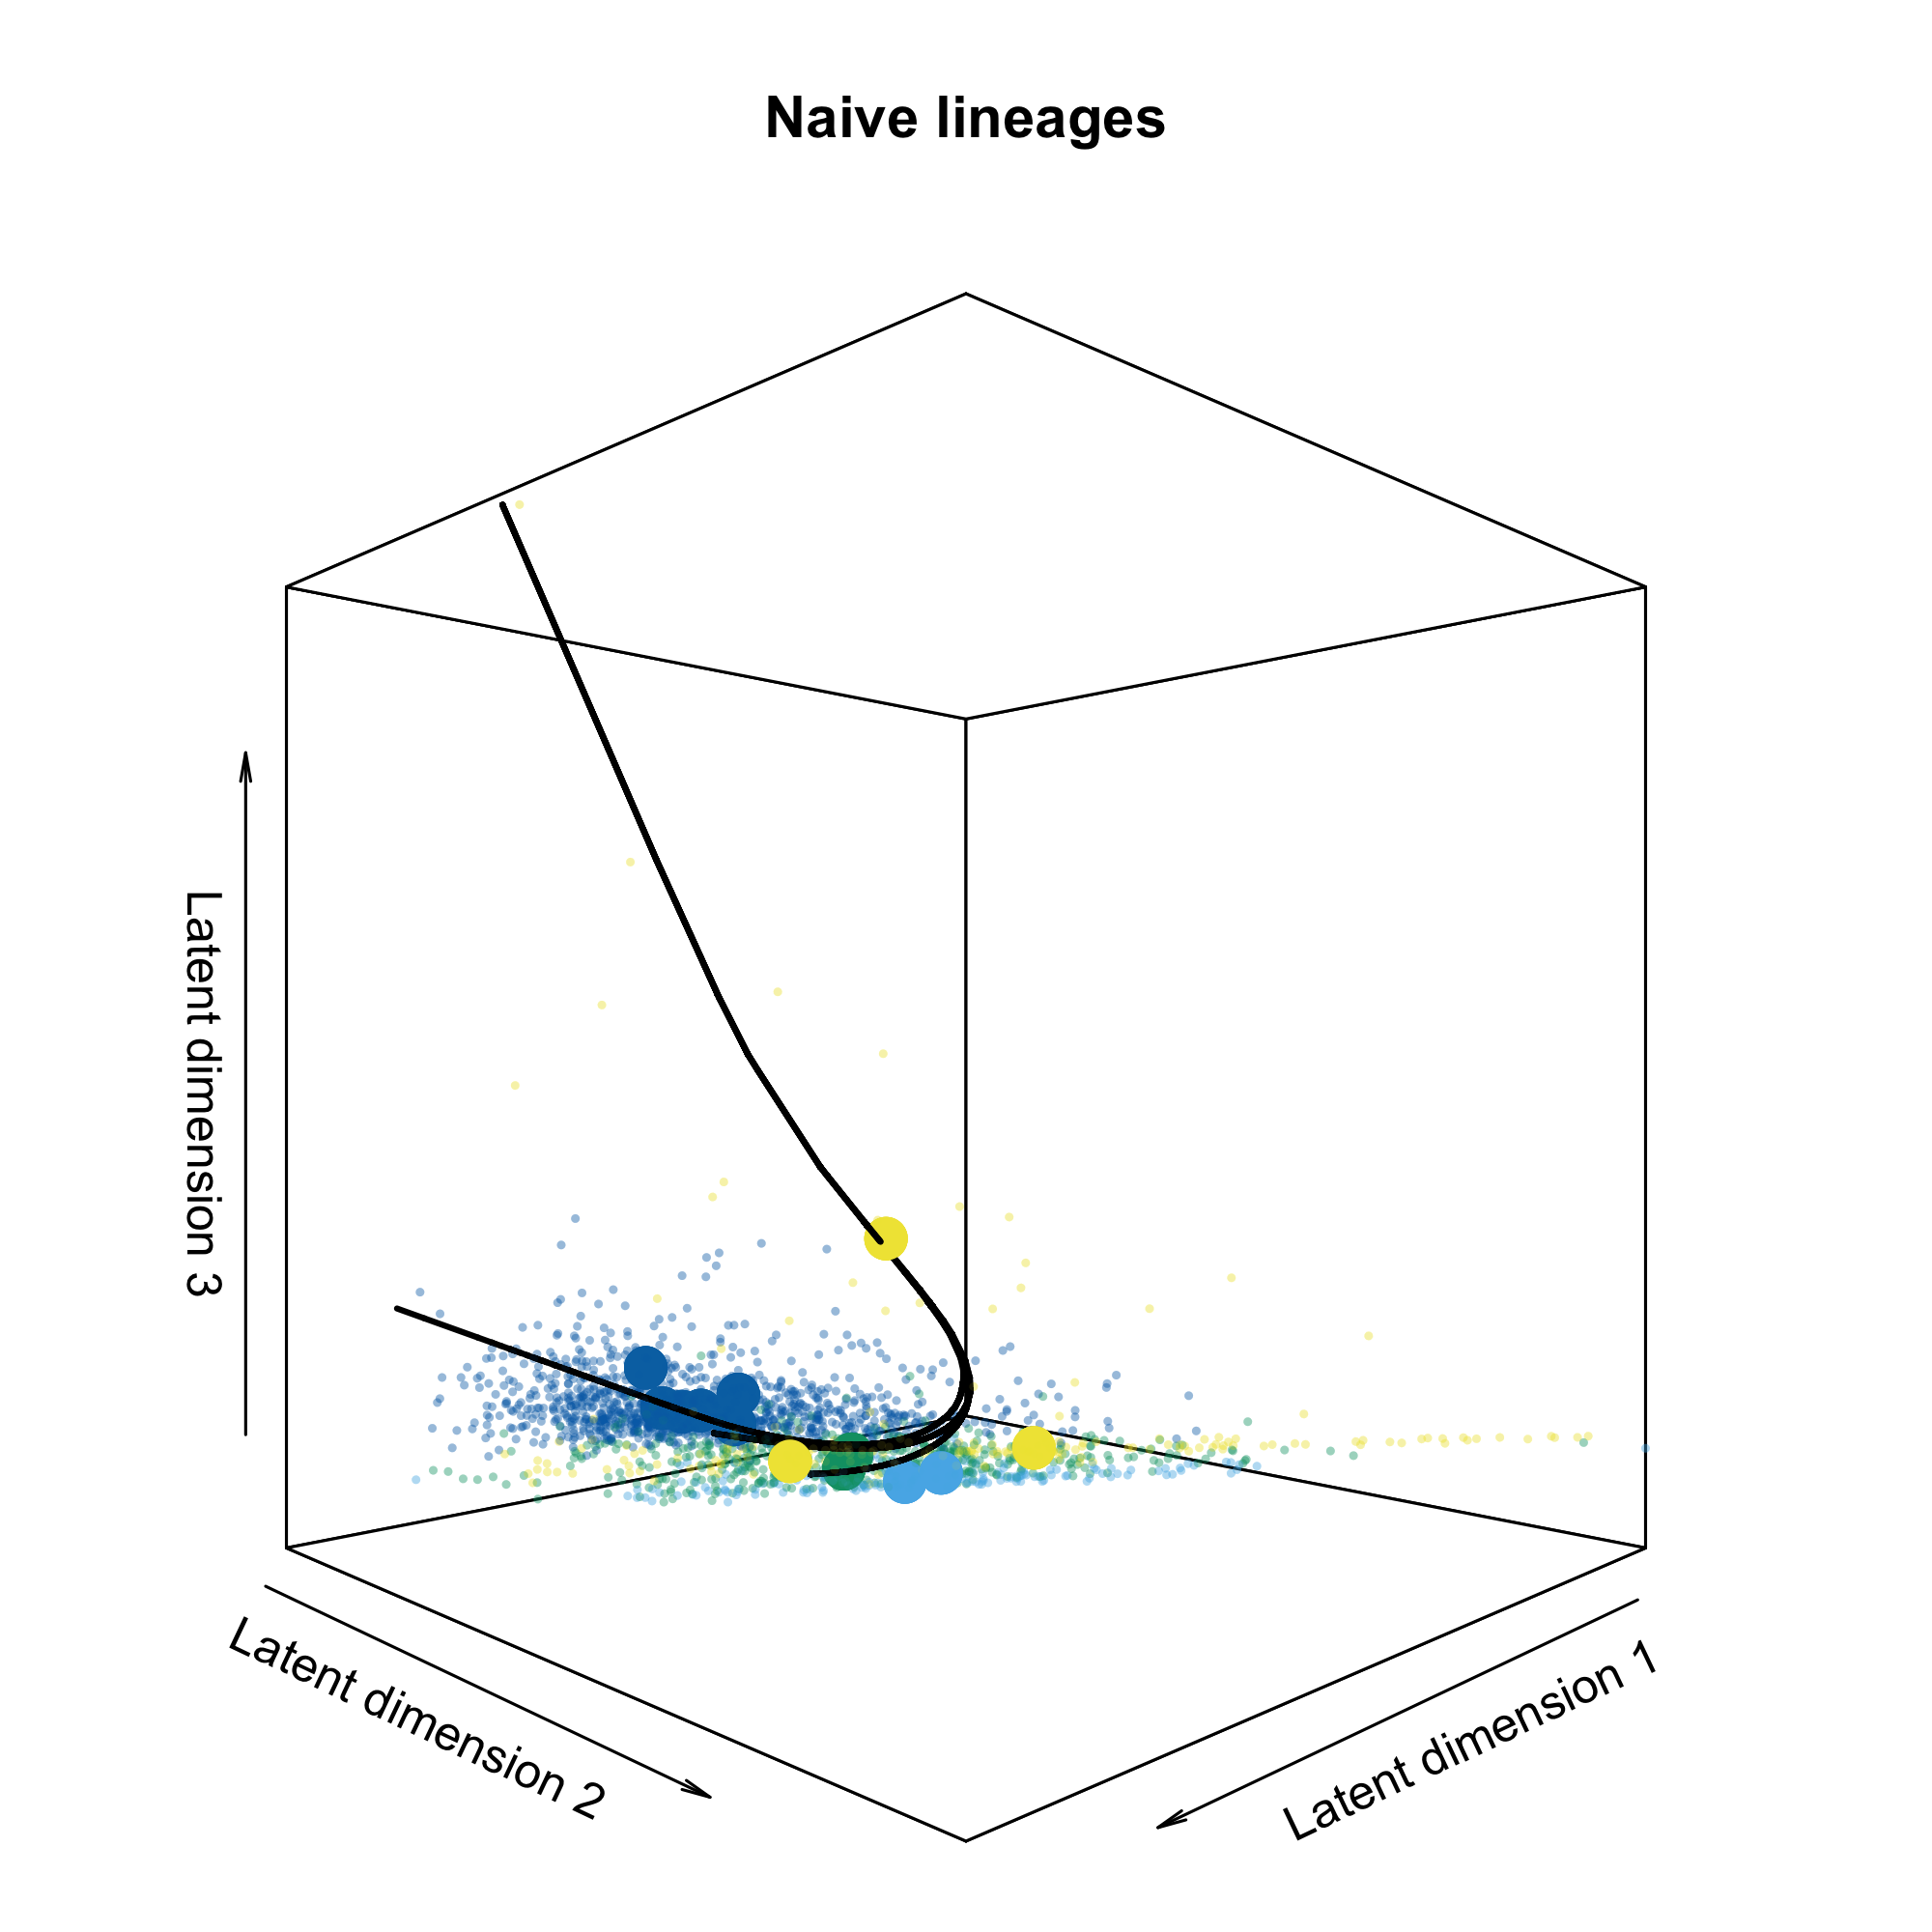 Naive lineages
Latent dimension 3
Latent dimension 2
Latent dimension 1